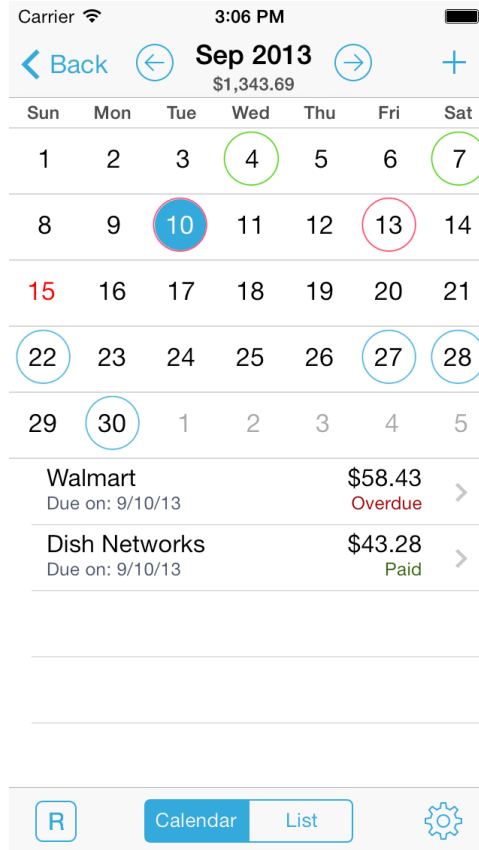 Carrier 3:06 PM
Back Sep 2013
$1,343.69
Sun Mon Tue Wed Thu Fri Sat
1 2 3 4 5 6 7
8 9 10 11 12 13 14
15 16 17 18 19 20 21
22 23 24 25 26 27 28
29 30 1 2 3 4 5
Walmart $58.43
Due on: 9/10/13 Overdue
Dish Networks $43.28
Due on: 9/10/13 Paid
R Calendar List